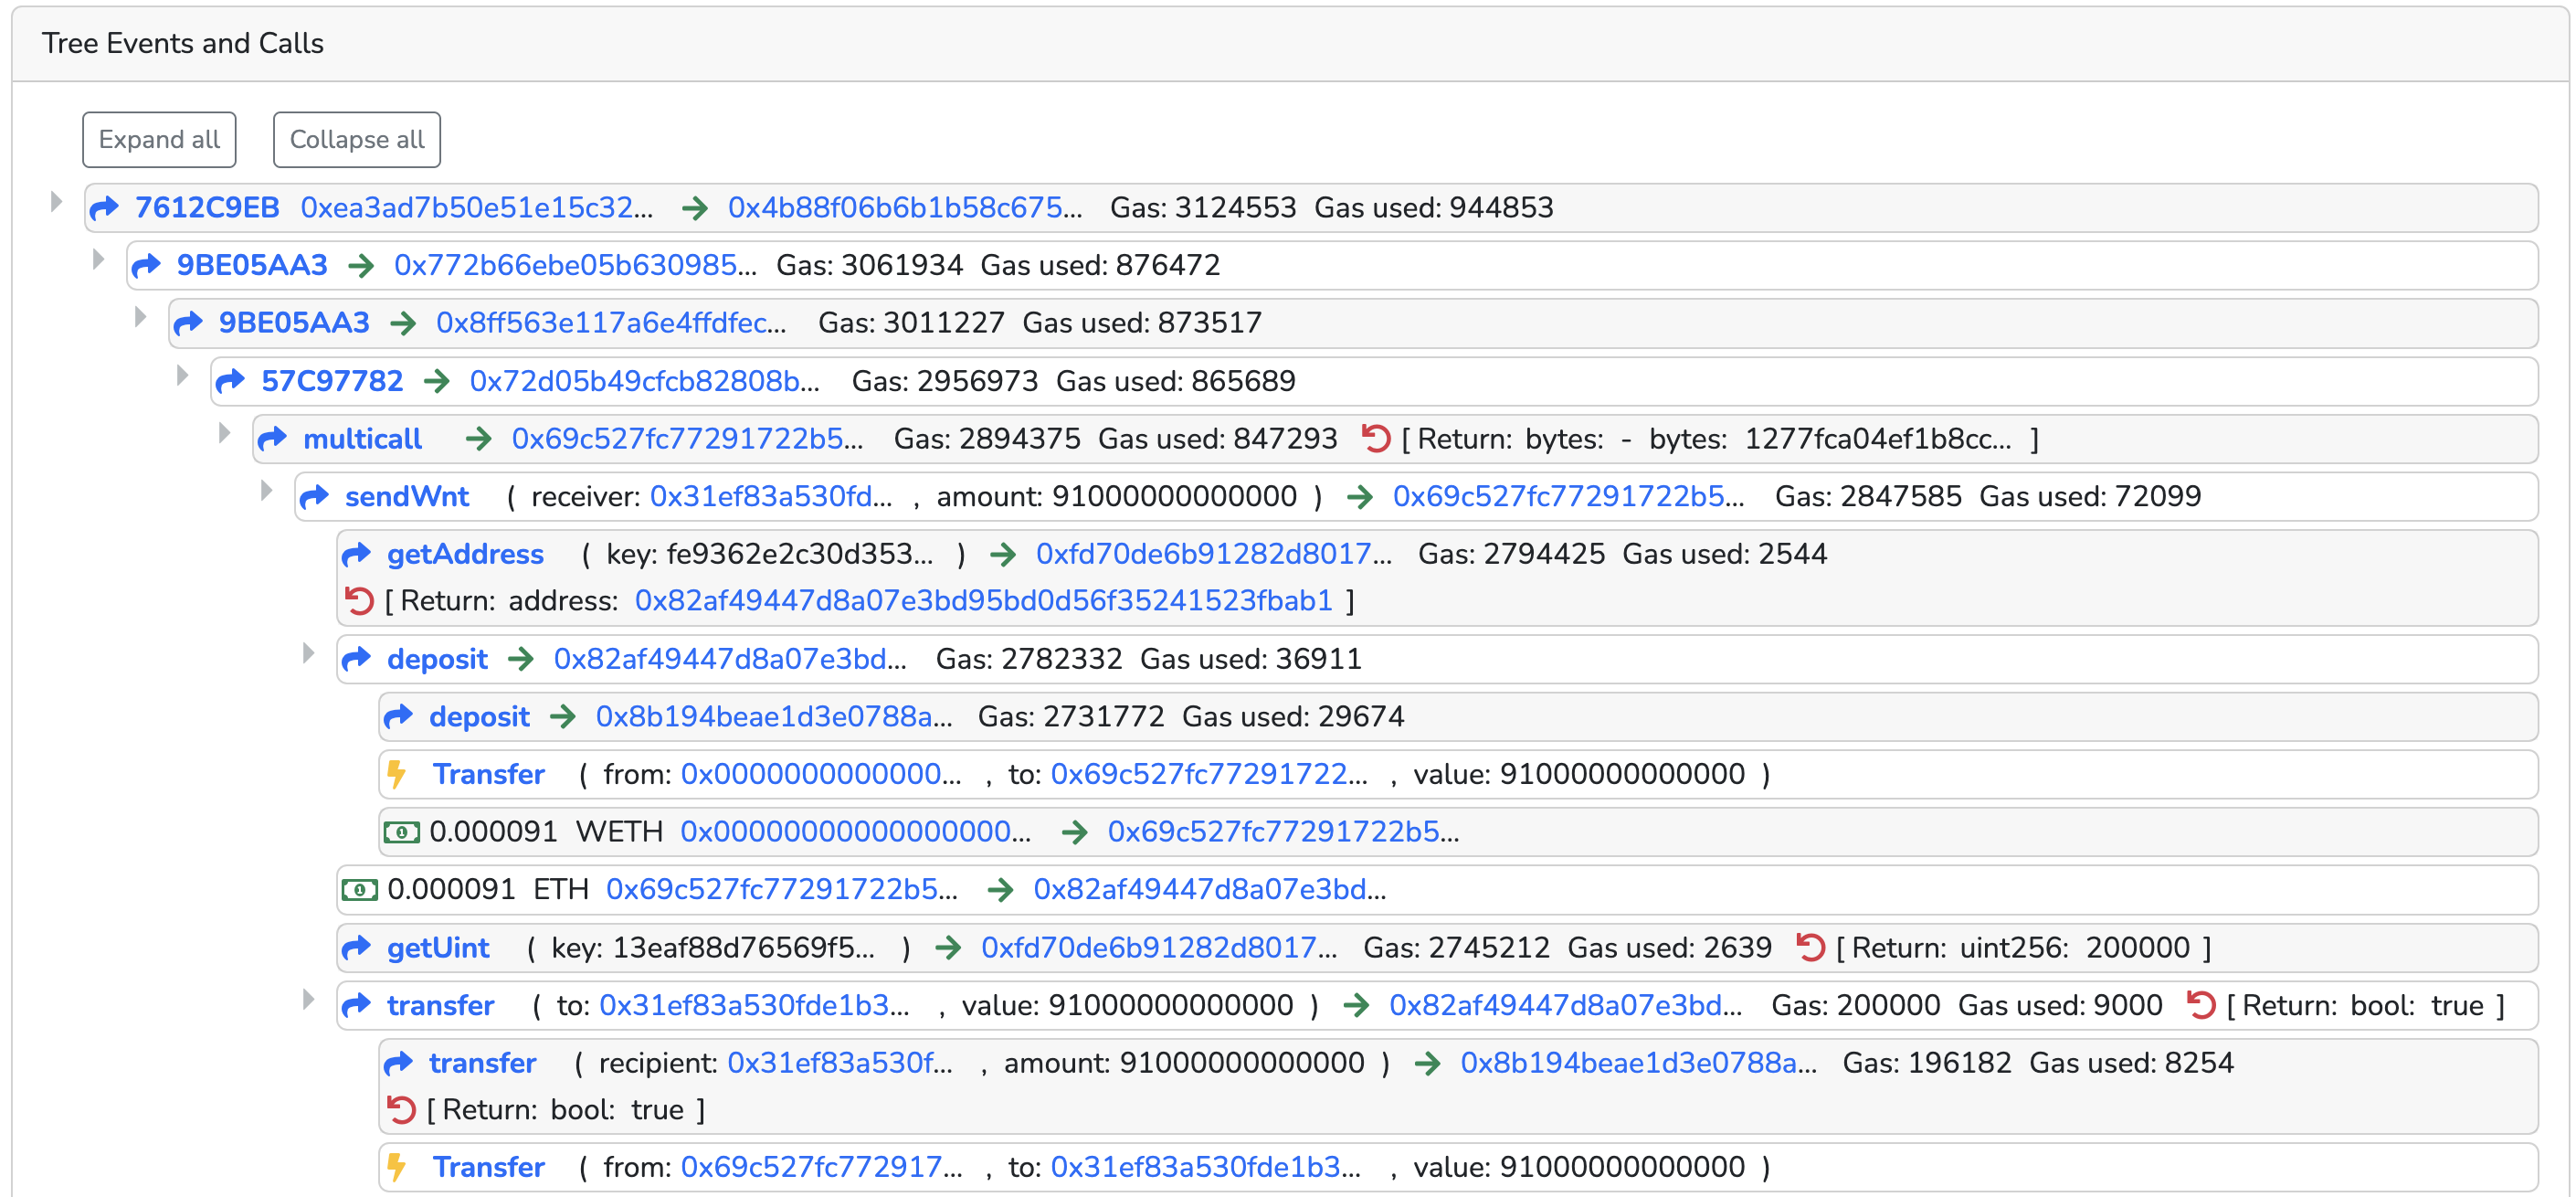 Tree Events and Calls
Expand all Collapse all
7612C9EB 0xea3ad7b50e51e15c32... → 0x4b88f06b6b1b58c675... Gas: 3124553 Gas used: 944853
9BE05AA3 → 0x772b66ebe05b630985... Gas: 3061934 Gas used: 876472
9BE05AA3 → 0x8ff563e117a6e4ffdfec... Gas: 3011227 Gas used: 873517
57C97782 → 0x72d05b49cfcb82808b... Gas: 2956973 Gas used: 865689
multicall → 0x69c527fc77291722b5... Gas: 2894375 Gas used: 847293 [ Return: bytes: - bytes: 1277fca04ef1b8cc... ]
sendWnt ( receiver: 0x31ef83a530fd... , amount: 91000000000000 ) → 0x69c527fc77291722b5... Gas: 2847585 Gas used: 72099
getAddress ( key: fe9362e2c30d353... ) → 0xfd70de6b91282d8017... Gas: 2794425 Gas used: 2544
[ Return: address: 0x82af49447d8a07e3bd95bd0d56f35241523fbab1 ]
deposit → 0x82af49447d8a07e3bd... Gas: 2782332 Gas used: 36911
deposit → 0x8b194beae1d3e0788a... Gas: 2731772 Gas used: 29674
Transfer ( from: 0x0000000000000... , to: 0x69c527fc77291722... , value: 91000000000000 )
0.000091 WETH 0x00000000000000000... → 0x69c527fc77291722b5...
0.000091 ETH 0x69c527fc77291722b5... → 0x82af49447d8a07e3bd...
getUint ( key: 13eaf88d76569f5... ) → 0xfd70de6b91282d8017... Gas: 2745212 Gas used: 2639 [ Return: uint256: 200000 ]
transfer ( to: 0x31ef83a530fde1b3... , value: 91000000000000 ) → 0x82af49447d8a07e3bd... Gas: 200000 Gas used: 9000 [ Return: bool: true ]
transfer ( recipient: 0x31ef83a530f... , amount: 91000000000000 ) → 0x8b194beae1d3e0788a... Gas: 196182 Gas used: 8254
[ Return: bool: true ]
Transfer ( from: 0x69c527fc772917... , to: 0x31ef83a530fde1b3... , value: 91000000000000 )